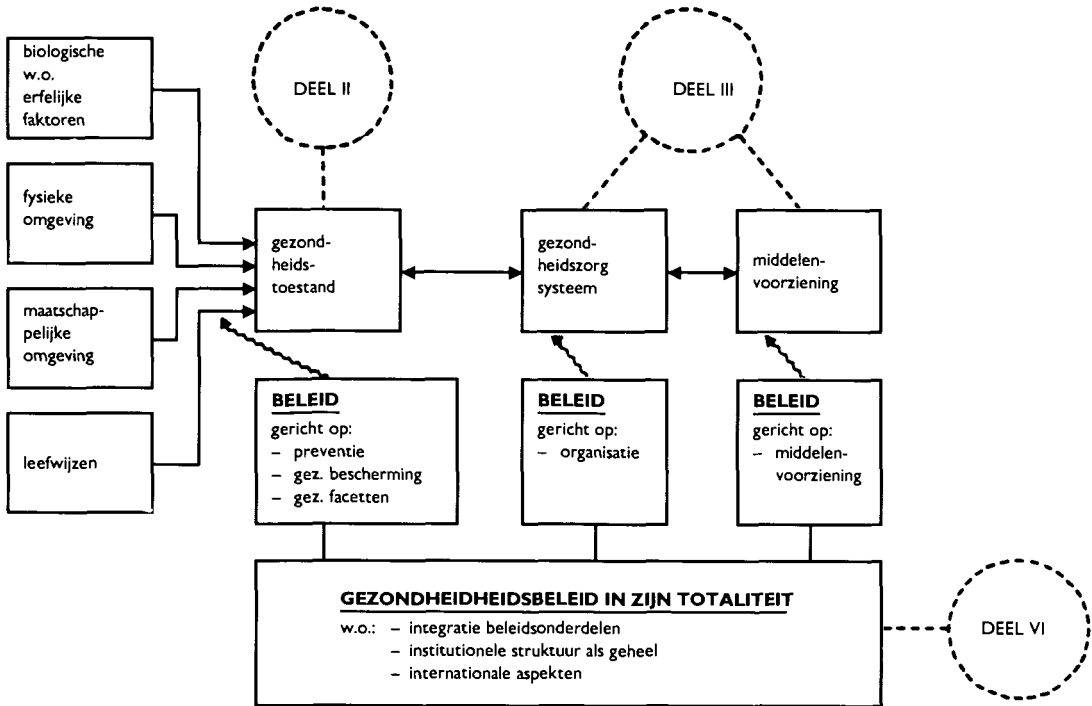 biologische
w.o.
erfelijke
faktoren
fysieke
omgeving
maatschap-
pelijke
omgeving
leefwijzen
DEEL II
DEEL III
gezond-
heids-
toestand
gezond-
heidszorg
systeem
middelen-
voorziening
BELEID
gericht op:
– preventie
– gez. bescherming
– gez. facetten
BELEID
gericht op:
– organisatie
BELEID
gericht op:
– middelen-
voorziening
GEZONDHEIDHEIDSBELEID IN ZIJN TOTALITEIT
w.o.: – integratie beleidsonderdelen
– institutionele struktuur als geheel
– internationale aspekten
DEEL VI